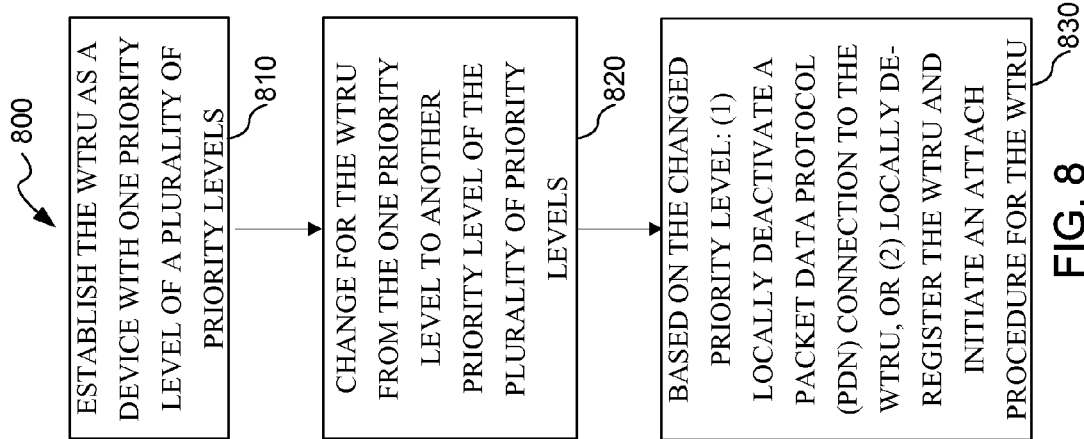 800
ESTABLISH THE WTRU AS A
DEVICE WITH ONE PRIORITY
LEVEL OF A PLURALITY OF
PRIORITY LEVELS
810
CHANGE FOR THE WTRU
FROM THE ONE PRIORITY
LEVEL TO ANOTHER
PRIORITY LEVEL OF THE
PLURALITY OF PRIORITY
LEVELS
820
BASED ON THE CHANGED
PRIORITY LEVEL: (1)
LOCALLY DEACTIVATE A
PACKET DATA PROTOCOL
(PDN) CONNECTION TO THE
WTRU, OR (2) LOCALLY DE-
REGISTER THE WTRU AND
INITIATE AN ATTACH
PROCEDURE FOR THE WTRU
830
FIG. 8